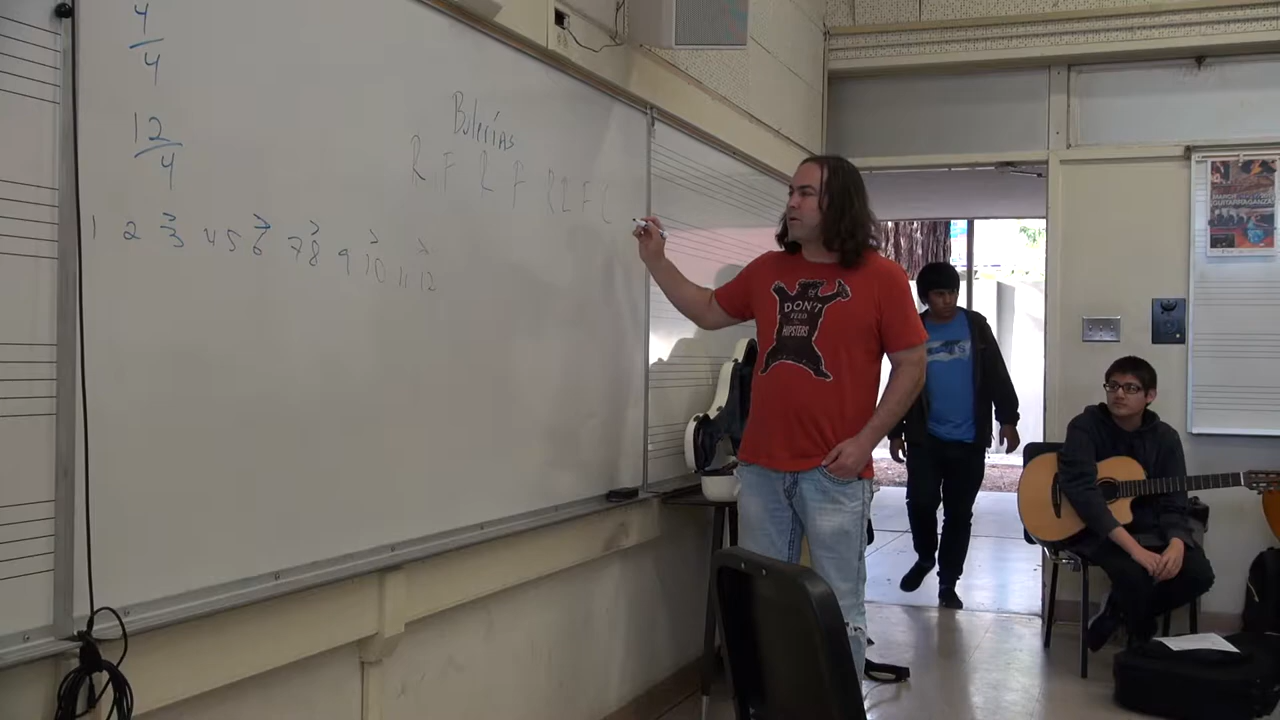 4
4
12
4
1 2 3 4 5 6 7 8 9 10 11 12
Bulerías
R F R F
DON'T
FEED
the
HIPSTERS
GUITARRAGANZA